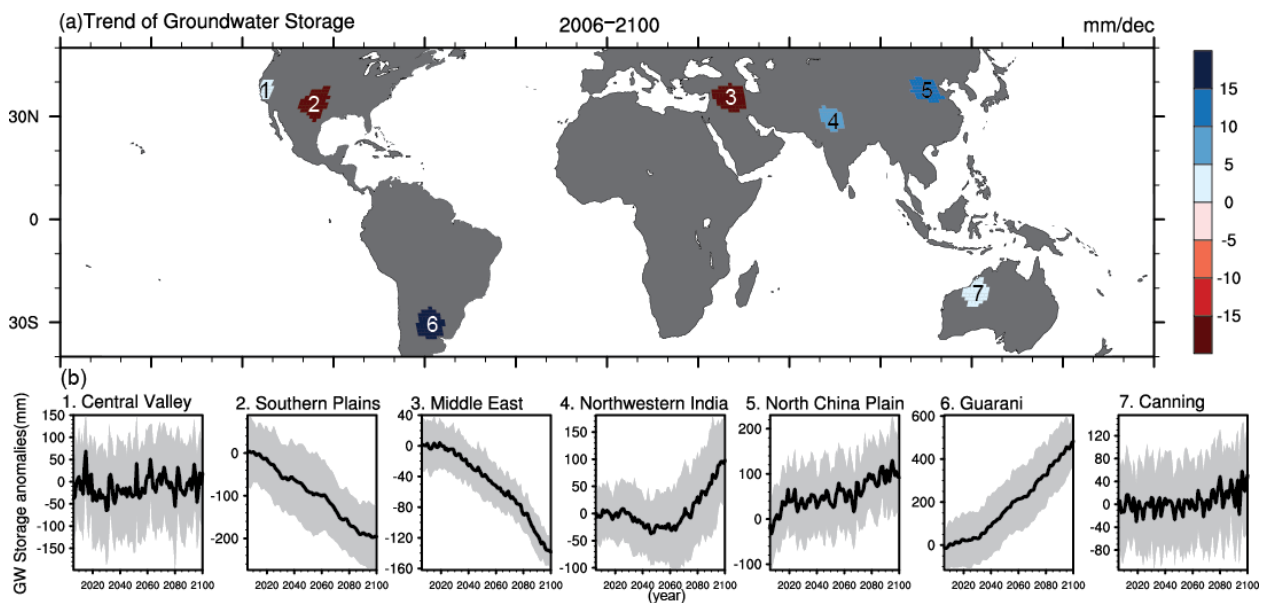 (a)Trend of Groundwater Storage 2006−2100 mm/dec
30N
0
30S
1
2
3
4
5
6
7
15
10
5
0
-5
-10
-15
(b)
GW Storage anomalies(mm)
1. Central Valley
150
100
50
0
-50
-100
-150
2020 2040 2060 2080 2100
2. Southern Plains
0
-100
-200
2020 2040 2060 2080 2100
3. Middle East
40
0
-40
-80
-120
-160
2020 2040 2060 2080 2100
4. Northwestern India
150
100
50
0
-50
-100
2020 2040 2060 2080 2100
(year)
5. North China Plain
200
100
0
-100
2020 2040 2060 2080 2100
6. Guarani
600
400
200
0
2020 2040 2060 2080 2100
7. Canning
120
80
40
0
-40
-80
2020 2040 2060 2080 2100